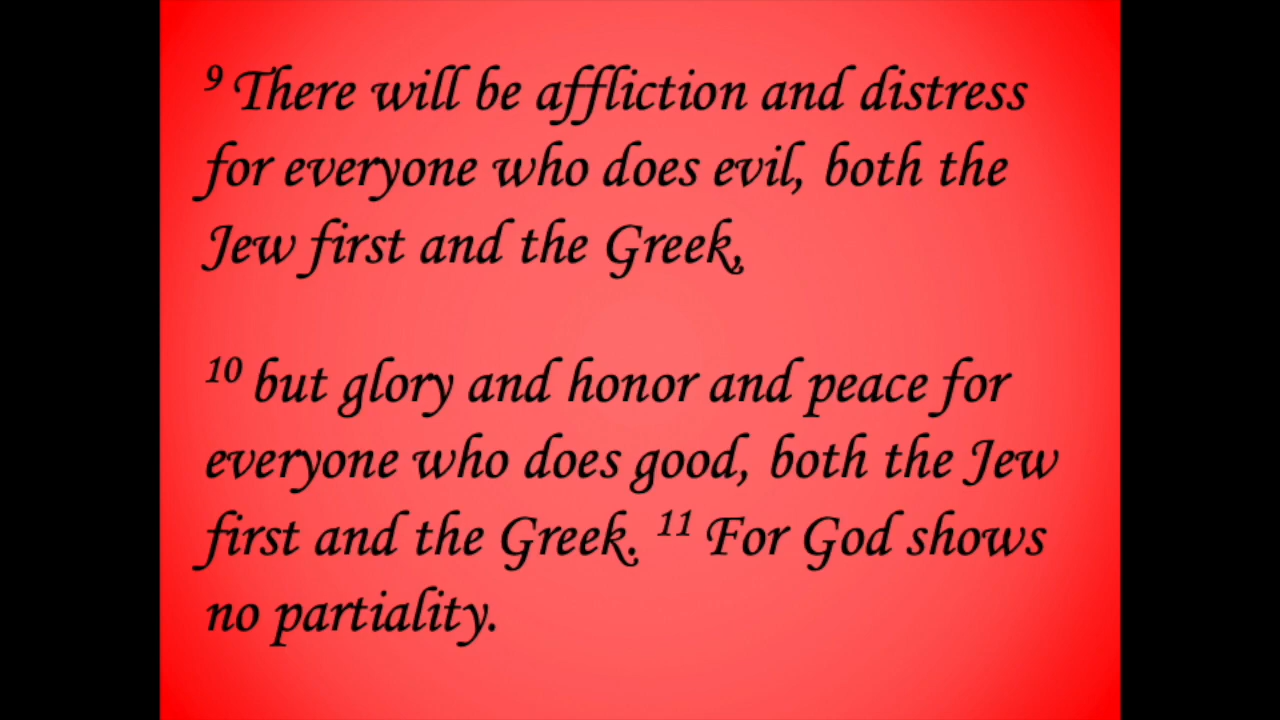 9 There will be affliction and distress
for everyone who does evil, both the
Jew first and the Greek,
10 but glory and honor and peace for
everyone who does good, both the Jew
first and the Greek. 11 For God shows
no partiality.